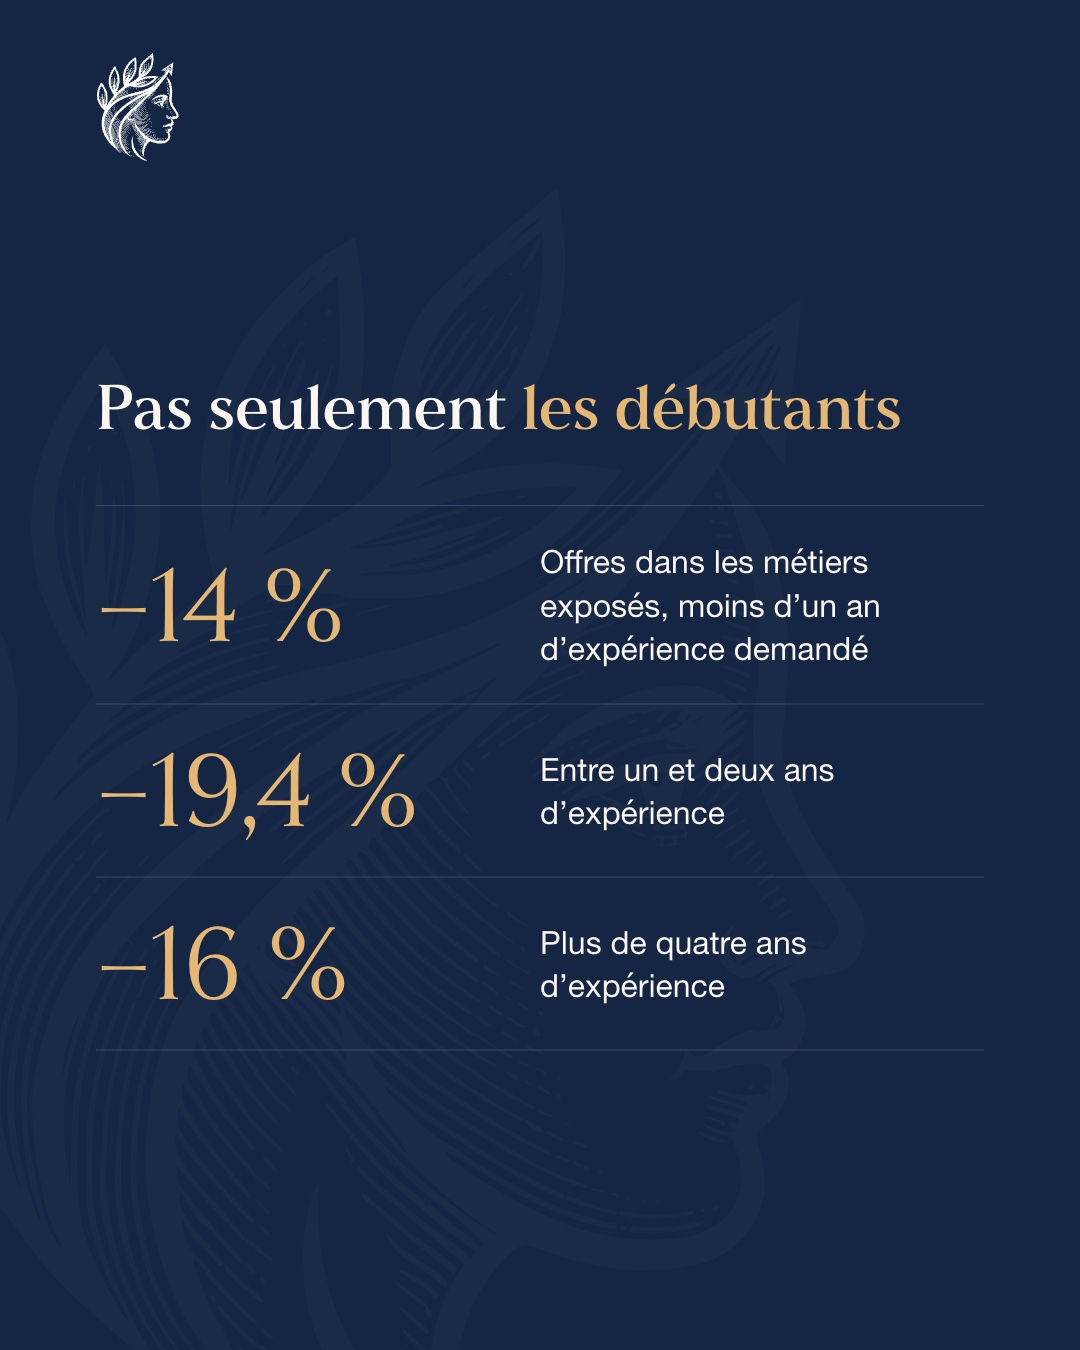 Pas seulement les débutants
–14 %
Offres dans les métiers
exposés, moins d’un an
d’expérience demandé
–19,4 %
Entre un et deux ans
d’expérience
–16 %
Plus de quatre ans
d’expérience